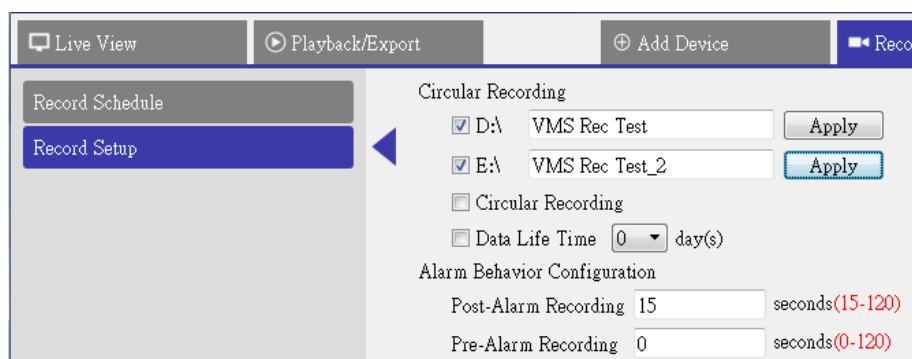 Live View Playback/Export Add Device Reco
Record Schedule
Record Setup
Circular Recording
D:\ VMS Rec Test Apply
E:\ VMS Rec Test_2 Apply
Circular Recording
Data Life Time 0 day(s)
Alarm Behavior Configuration
Post-Alarm Recording 15 seconds(15-120)
Pre-Alarm Recording 0 seconds(0-120)